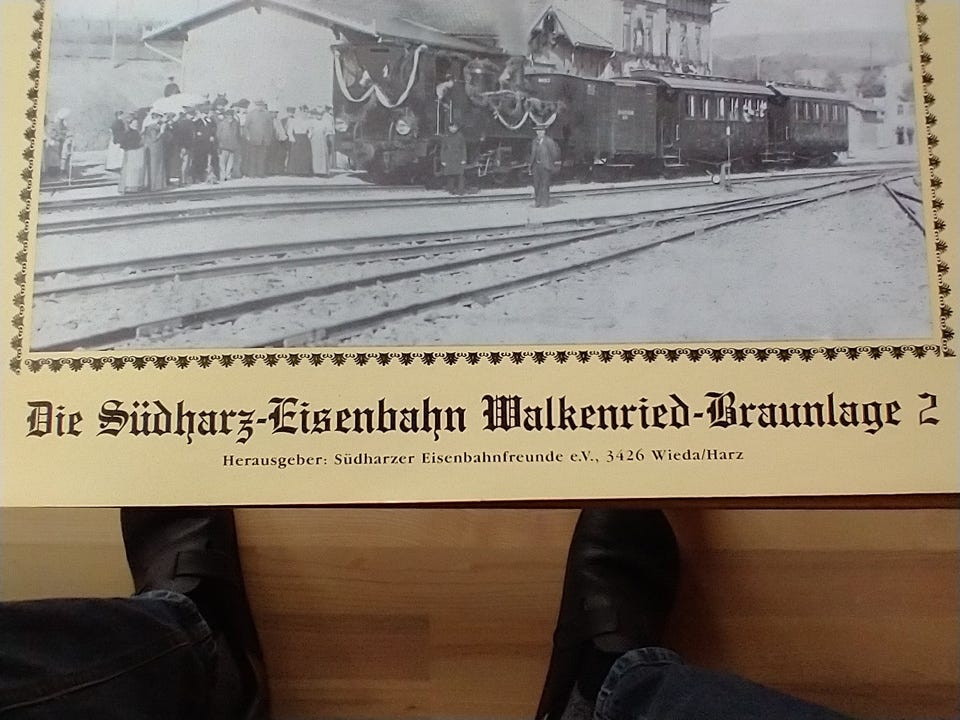 Die Südharz-Eisenbahn Walkenried-Braunlage 2
Herausgeber: Südharzer Eisenbahnfreunde e.V., 3426 Wieda/Harz